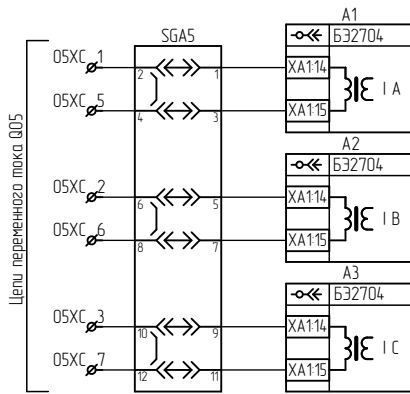 Цепи переменного тока Q05
SGA5
A1
Б32704
05XC 1
2
1
XA1:14
I A
05XC 5
4
3
XA1:15
A2
Б32704
05XC 2
6
5
XA1:14
I B
05XC 6
8
7
XA1:15
A3
Б32704
05XC 3
10
9
XA1:14
I C
05XC 7
12
11
XA1:15